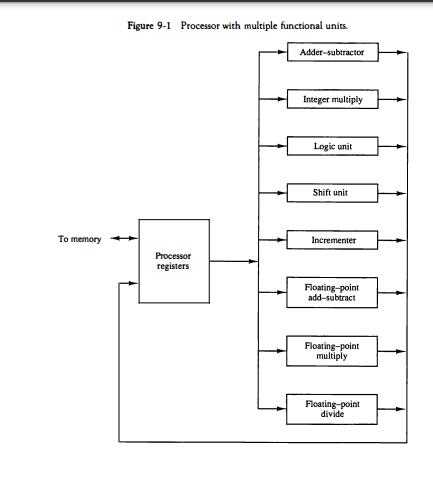 Figure 9-1 Processor with multiple functional units.
Adder–subtractor
Integer multiply
Logic unit
Shift unit
To memory
Incrementer
Processor
registers
Floating–point
add–subtract
Floating–point
multiply
Floating–point
divide